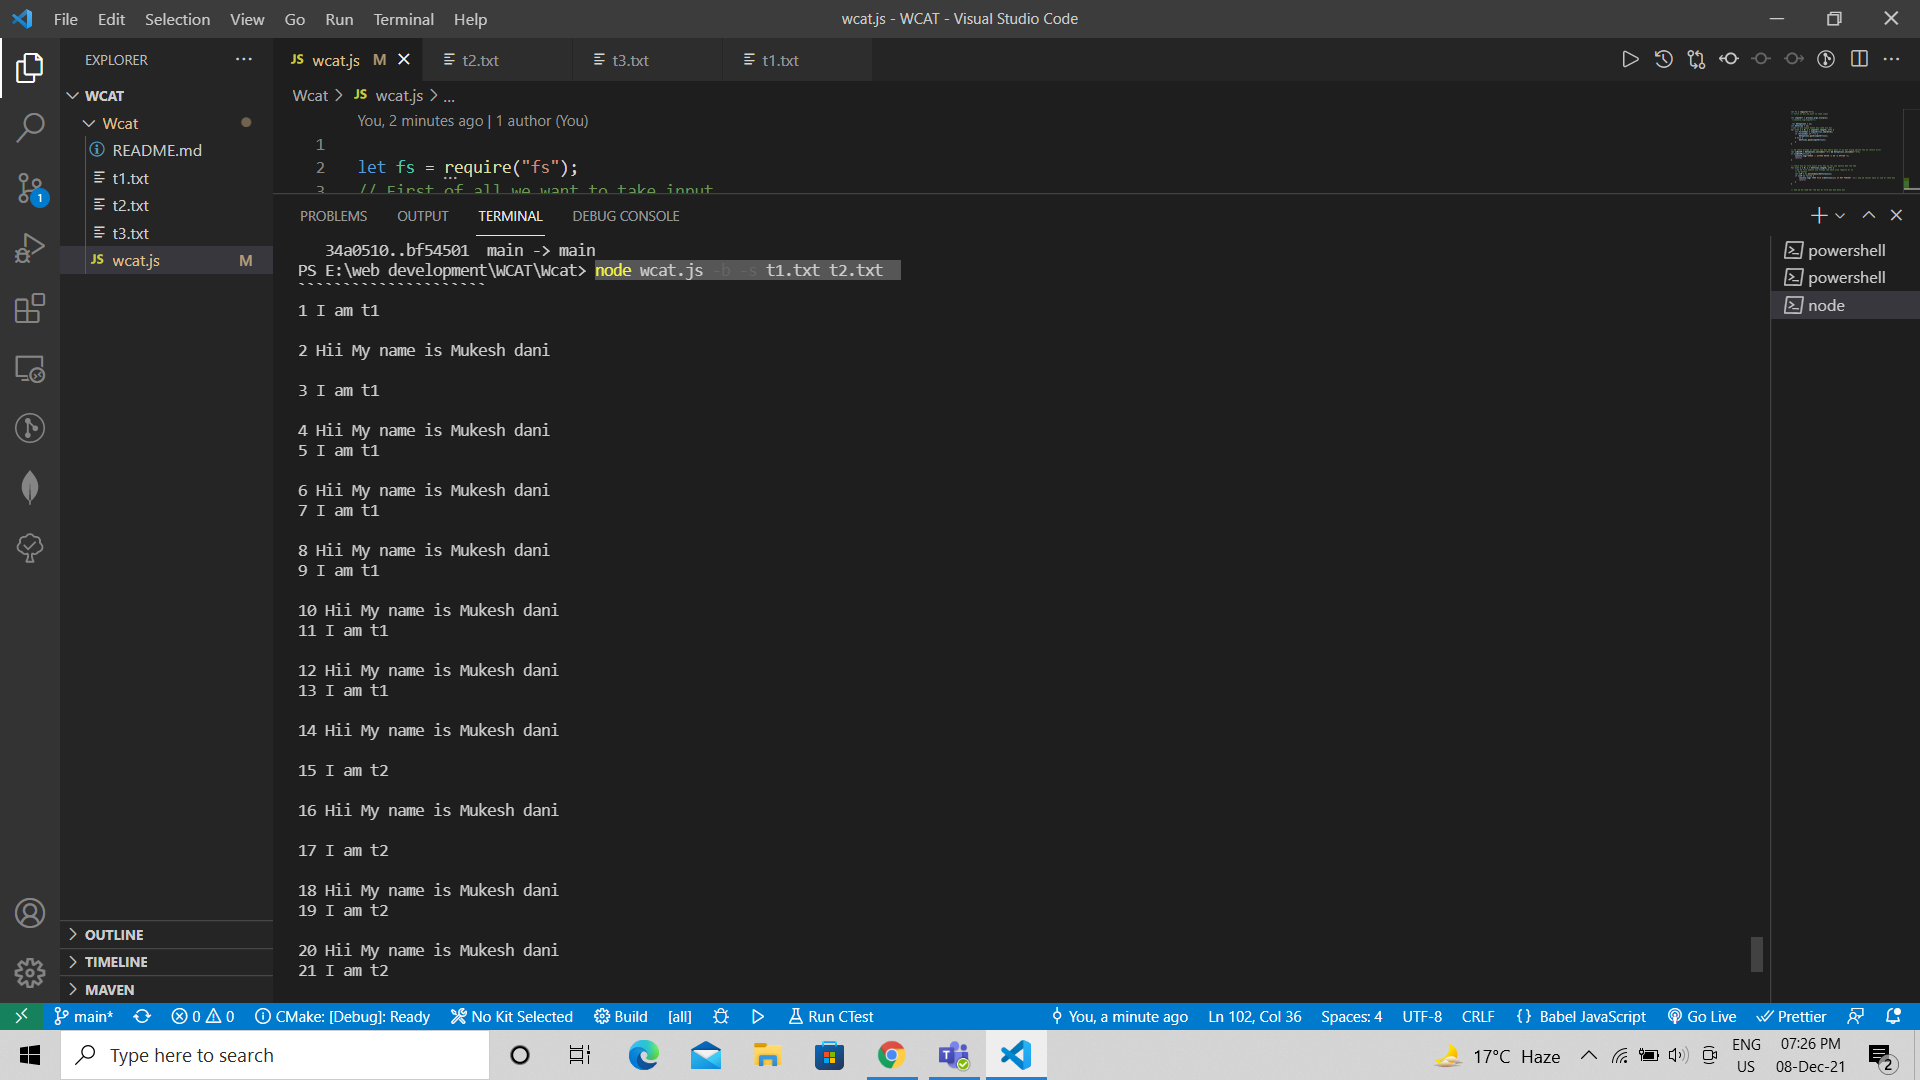 File Edit Selection View Go Run Terminal Help
wcat.js - WCAT - Visual Studio Code
EXPLORER
JS wcat.js M
t2.txt
t3.txt
t1.txt
WCAT
Wcat
README.md
t1.txt
t2.txt
t3.txt
JS wcat.js M
1
Wcat > JS wcat.js > ...
You, 2 minutes ago | 1 author (You)
1
2 let fs = require("fs");
3 // First of all we want to take input
PROBLEMS OUTPUT TERMINAL DEBUG CONSOLE
powershell
powershell
node
34a0510..bf54501 main -> main
PS E:\web development\WCAT\Wcat> node wcat.js -b -s t1.txt t2.txt
`````````````````````
1 I am t1
2 Hii My name is Mukesh dani
3 I am t1
4 Hii My name is Mukesh dani
5 I am t1
6 Hii My name is Mukesh dani
7 I am t1
8 Hii My name is Mukesh dani
9 I am t1
10 Hii My name is Mukesh dani
11 I am t1
12 Hii My name is Mukesh dani
13 I am t1
14 Hii My name is Mukesh dani
15 I am t2
16 Hii My name is Mukesh dani
17 I am t2
18 Hii My name is Mukesh dani
19 I am t2
20 Hii My name is Mukesh dani
21 I am t2
OUTLINE
TIMELINE
MAVEN
main* 0 0 CMake: [Debug]: Ready No Kit Selected Build [all] Run CTest
You, a minute ago Ln 102, Col 36 Spaces: 4 UTF-8 CRLF {} Babel JavaScript Go Live Prettier
Type here to search
17°C Haze
ENG
US
07:26 PM
08-Dec-21
2